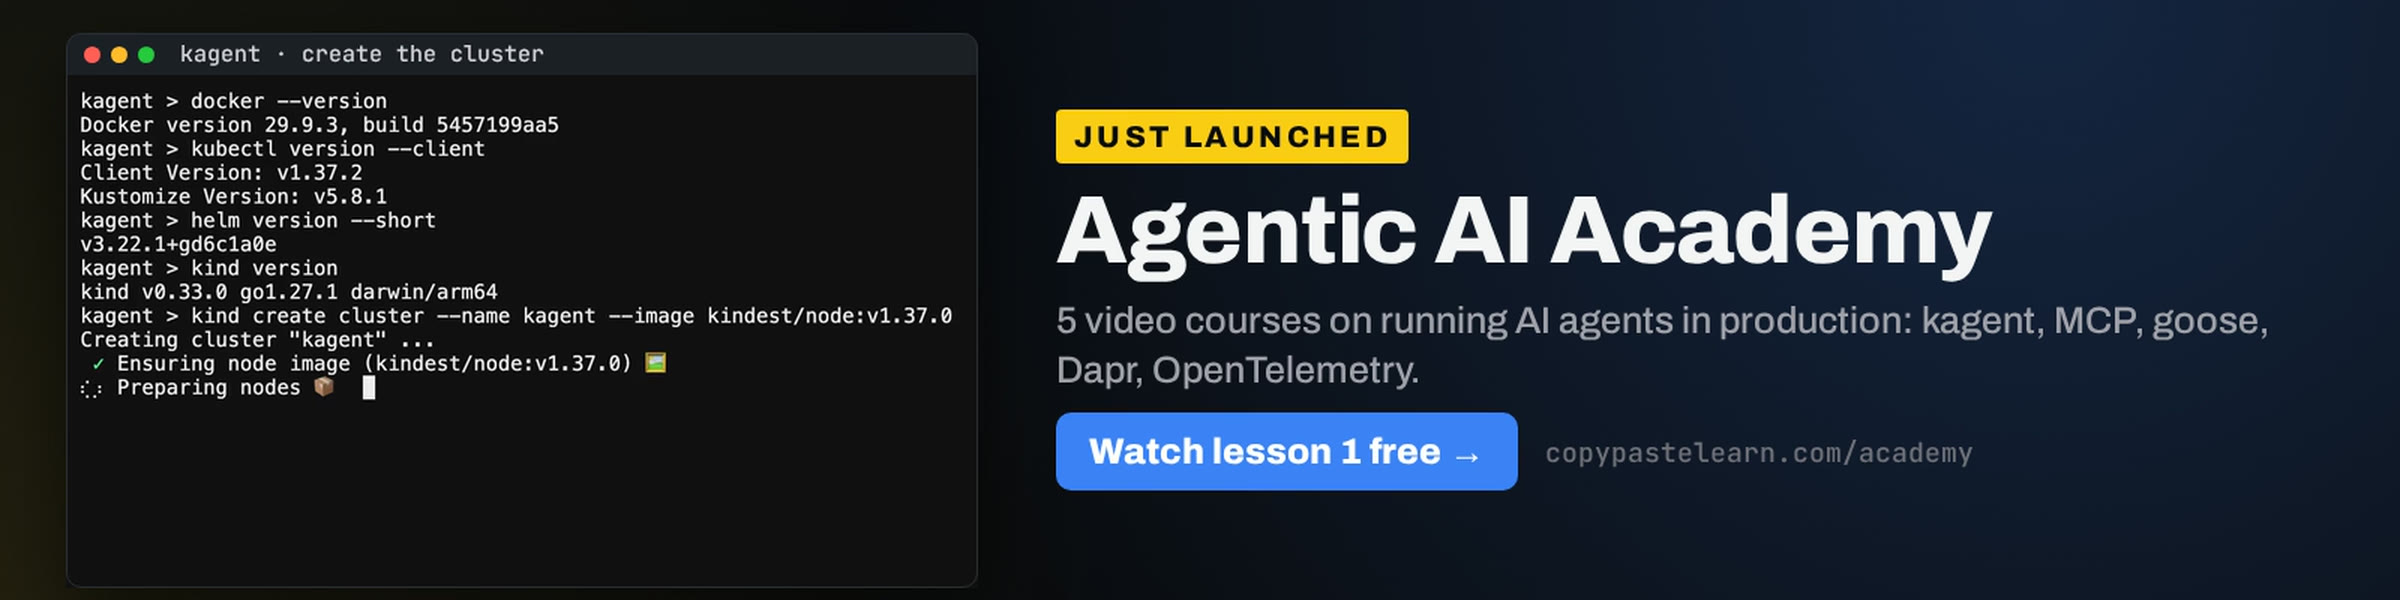 kagent · create the cluster
kagent > docker --version
Docker version 29.9.3, build 5457199aa5
kagent > kubectl version --client
Client Version: v1.37.2
Kustomize Version: v5.8.1
kagent > helm version --short
v3.22.1+gd6c1a0e
kagent > kind version
kind v0.33.0 go1.27.1 darwin/arm64
kagent > kind create cluster --name kagent --image kindest/node:v1.37.0
Creating cluster "kagent" ...
✓ Ensuring node image (kindest/node:v1.37.0) 🖼
Preparing nodes 📦
JUST LAUNCHED
Agentic AI Academy
5 video courses on running AI agents in production: kagent, MCP, goose,
Dapr, OpenTelemetry.
Watch lesson 1 free →
copypastelearn.com/academy